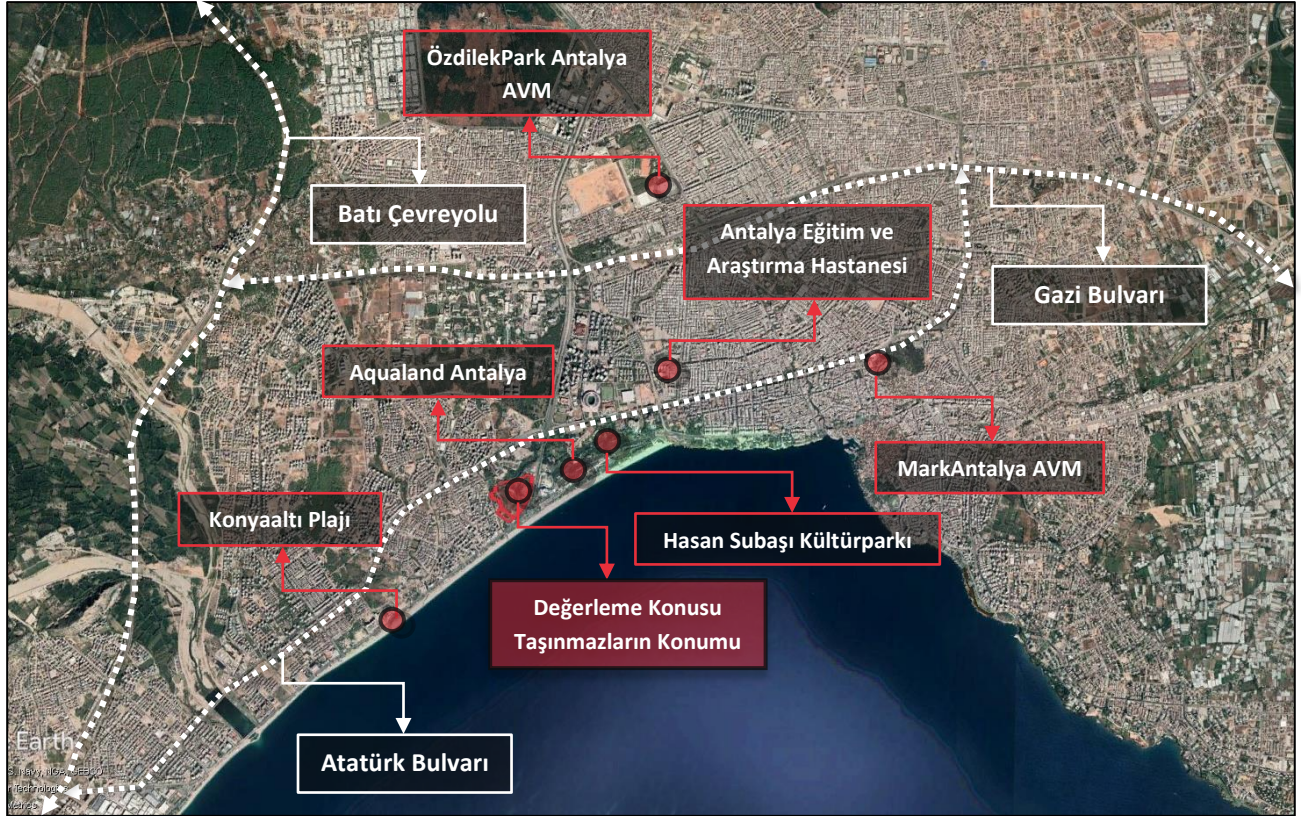 ÖzdilekPark Antalya
AVM
Batı Çevreyolu
Antalya Eğitim ve
Araştırma Hastanesi
Gazi Bulvarı
Aqualand Antalya
MarkAntalya AVM
Konyaaltı Plajı
Hasan Subaşı Kültürparkı
Değerleme Konusu
Taşınmazların Konumu
Atatürk Bulvarı
Earth